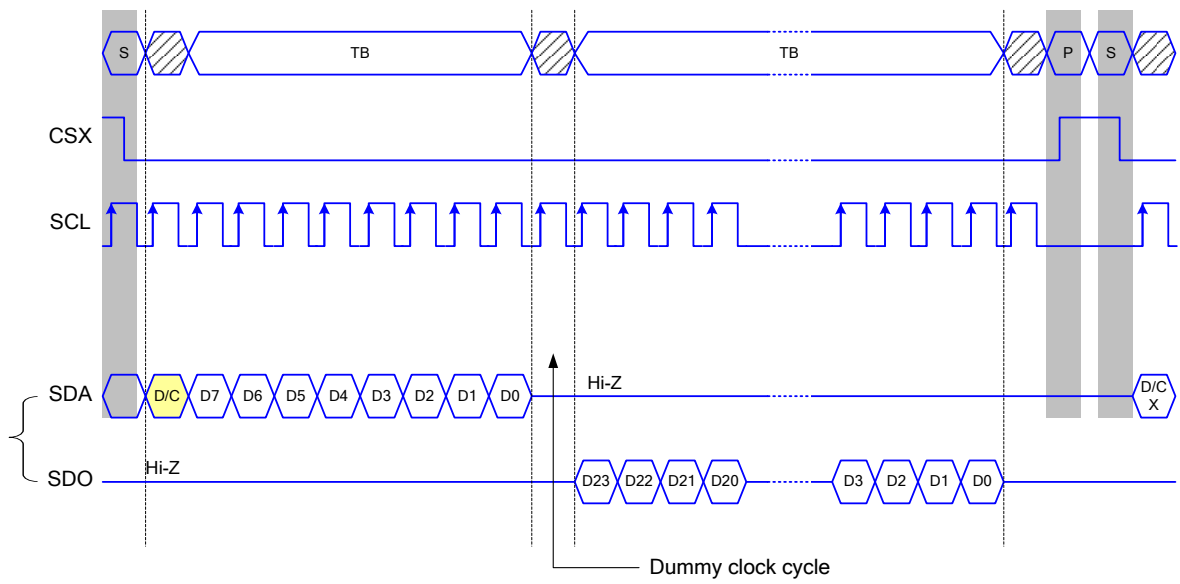 S TB TB P S
CSX
SCL
SDA D/C D7 D6 D5 D4 D3 D2 D1 D0 Hi-Z D/C
X
SDO Hi-Z D23 D22 D21 D20 D3 D2 D1 D0
Dummy clock cycle